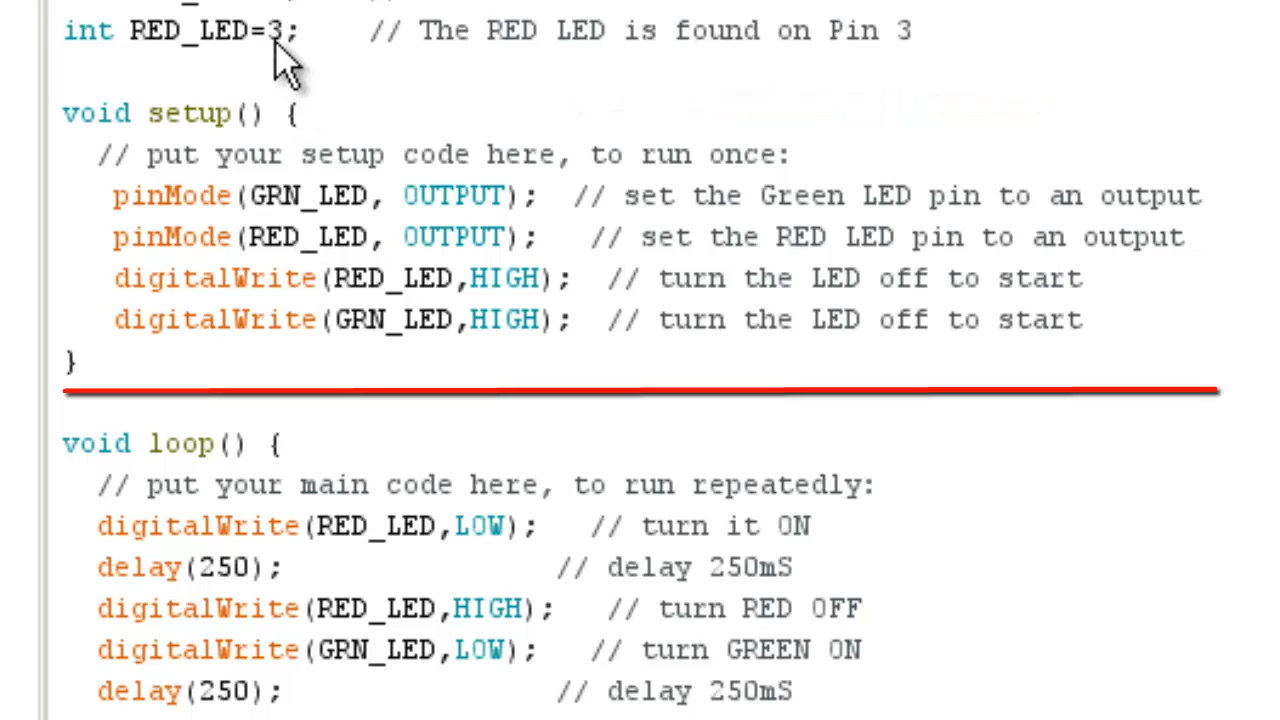 int RED_LED=3;    // The RED LED is found on Pin 3
void setup() {
// put your setup code here, to run once:
pinMode(GRN_LED, OUTPUT);  // set the Green LED pin to an output
pinMode(RED_LED, OUTPUT);   // set the RED LED pin to an output
digitalWrite(RED_LED,HIGH);  // turn the LED off to start
digitalWrite(GRN_LED,HIGH);  // turn the LED off to start
}
void loop() {
// put your main code here, to run repeatedly:
digitalWrite(RED_LED,LOW);   // turn it ON
delay(250);                // delay 250mS
digitalWrite(RED_LED,HIGH);   // turn RED OFF
digitalWrite(GRN_LED,LOW);   // turn GREEN ON
delay(250);                // delay 250mS